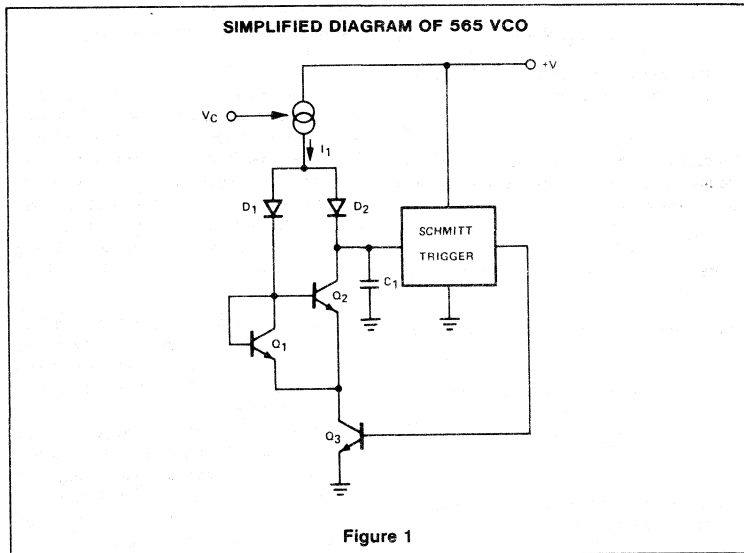 SIMPLIFIED DIAGRAM OF 565 VCO
+V
VC
I1
D1
D2
SCHMITT
TRIGGER
C1
Q2
Q1
Q3
Figure 1